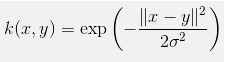 k(x, y) = exp(−‖x − y‖²/2σ²)